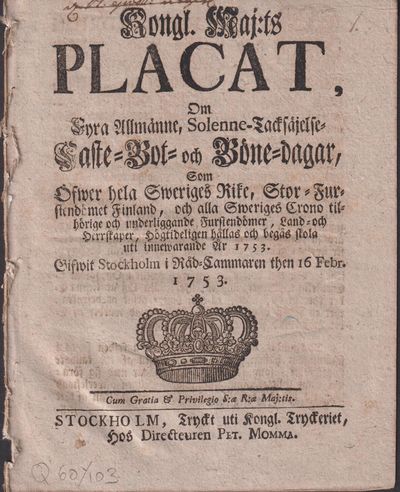 Kongl. Maj:ts
PLACAT,
Om
Fyra Allmänne, Solenne-Tacksäjelse-
Faste-Bot- och Böne-dagar,
Som
Öfwer hela Sweriges Rike, Stor-Fur-
stendömet Finland, och alla Sweriges Crono til-
hörige och underliggande Furstendömer, Land- och
Herrskaper, Högtideligen hållas och begås skola
uti innewarande År 1753.
Gifwit Stockholm i Råd-Cammaren then 16 Febr.
1753.
Cum Gratia & Privilegio S:æ R:æ Maj:tis.
STOCKHOLM, Tryckt uti Kongl. Tryckeriet,
Hos Directeuren PET. MOMMA.
Q 60/103